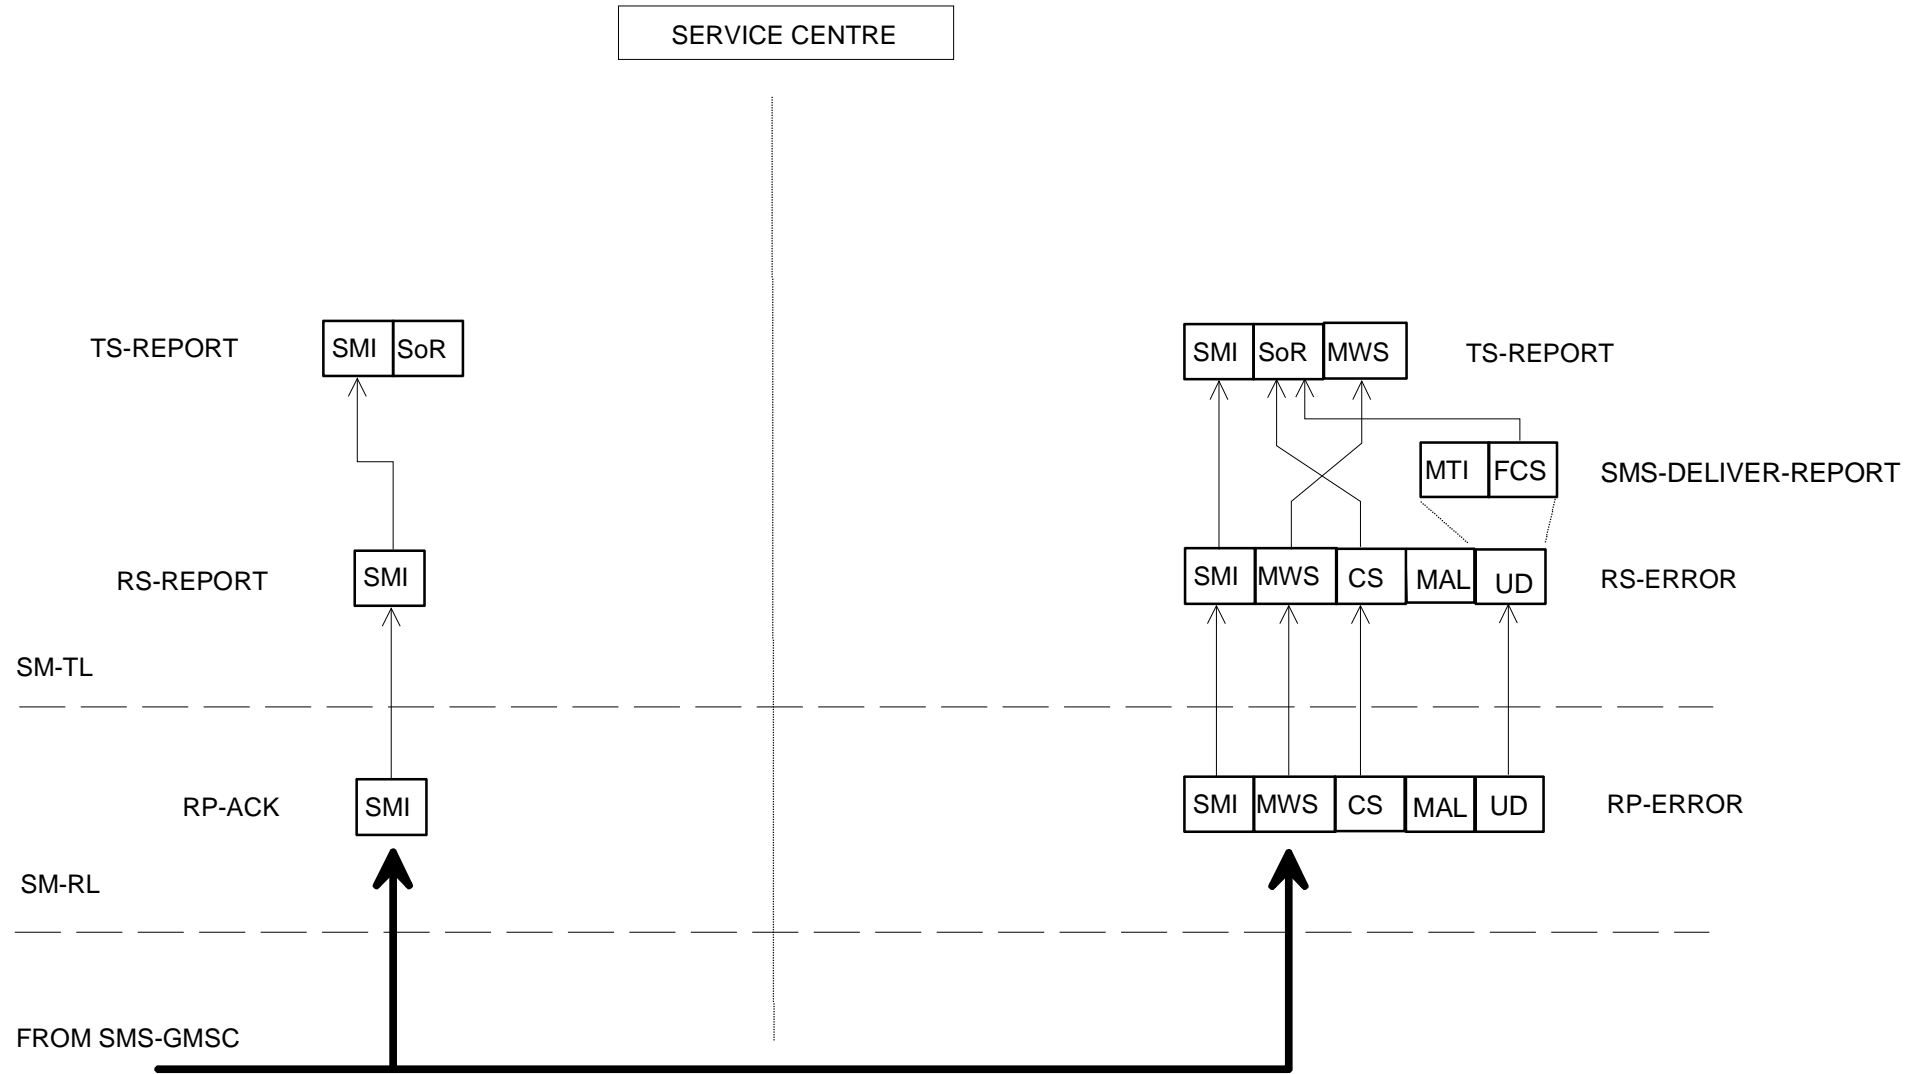 SERVICE CENTRE
TS-REPORT SMI SoR SMI SoR MWS TS-REPORT
MTI FCS SMS-DELIVER-REPORT
RS-REPORT SMI SMI MWS CS MAL UD RS-ERROR
SM-TL
RP-ACK SMI SMI MWS CS MAL UD RP-ERROR
SM-RL
FROM SMS-GMSC